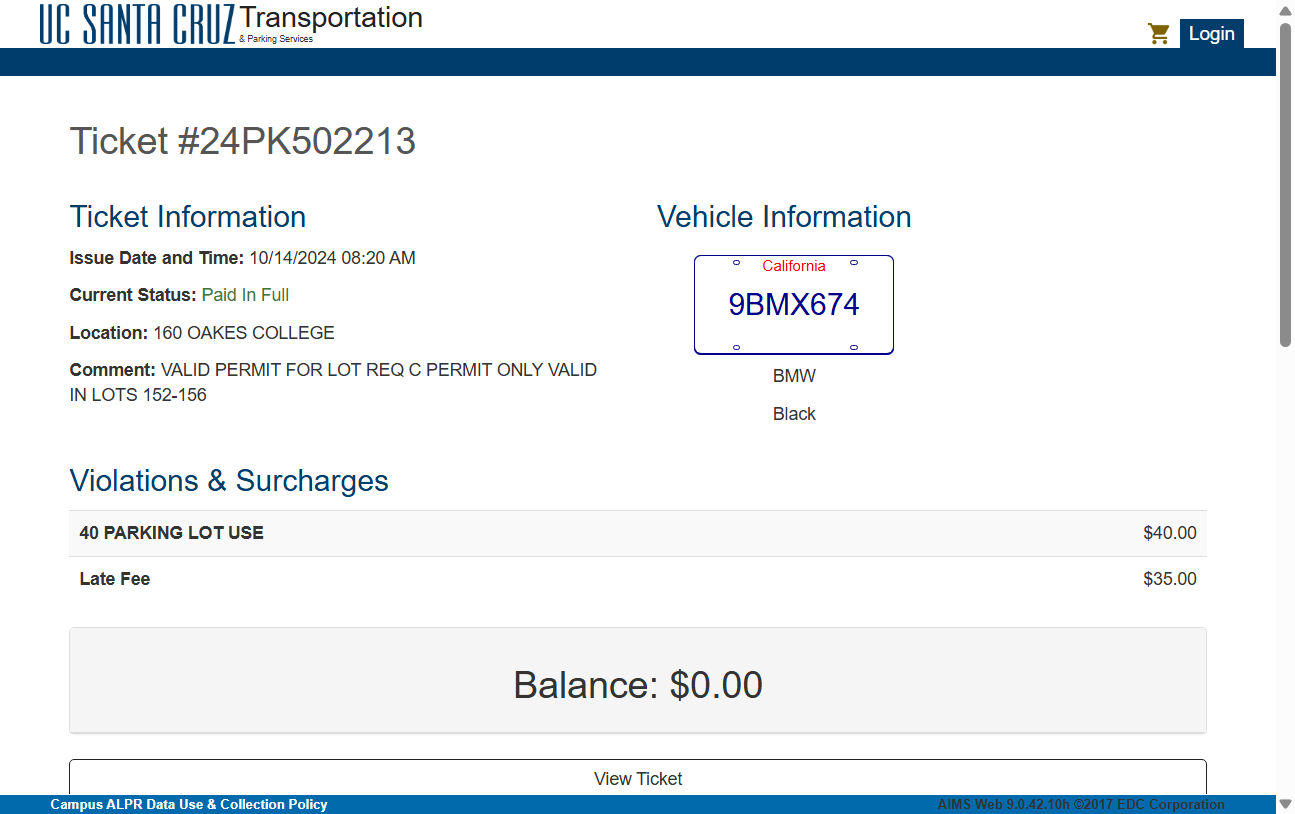 UC SANTA CRUZ Transportation
& Parking Services
Login
Ticket #24PK502213
Ticket Information
Issue Date and Time: 10/14/2024 08:20 AM
Current Status: Paid In Full
Location: 160 OAKES COLLEGE
Comment: VALID PERMIT FOR LOT REQ C PERMIT ONLY VALID
IN LOTS 152-156
Vehicle Information
California
9BMX674
BMW
Black
Violations & Surcharges
40 PARKING LOT USE $40.00
Late Fee $35.00
Balance: $0.00
View Ticket
Campus ALPR Data Use & Collection Policy
AIMS Web 9.0.42.10h ©2017 EDC Corporation